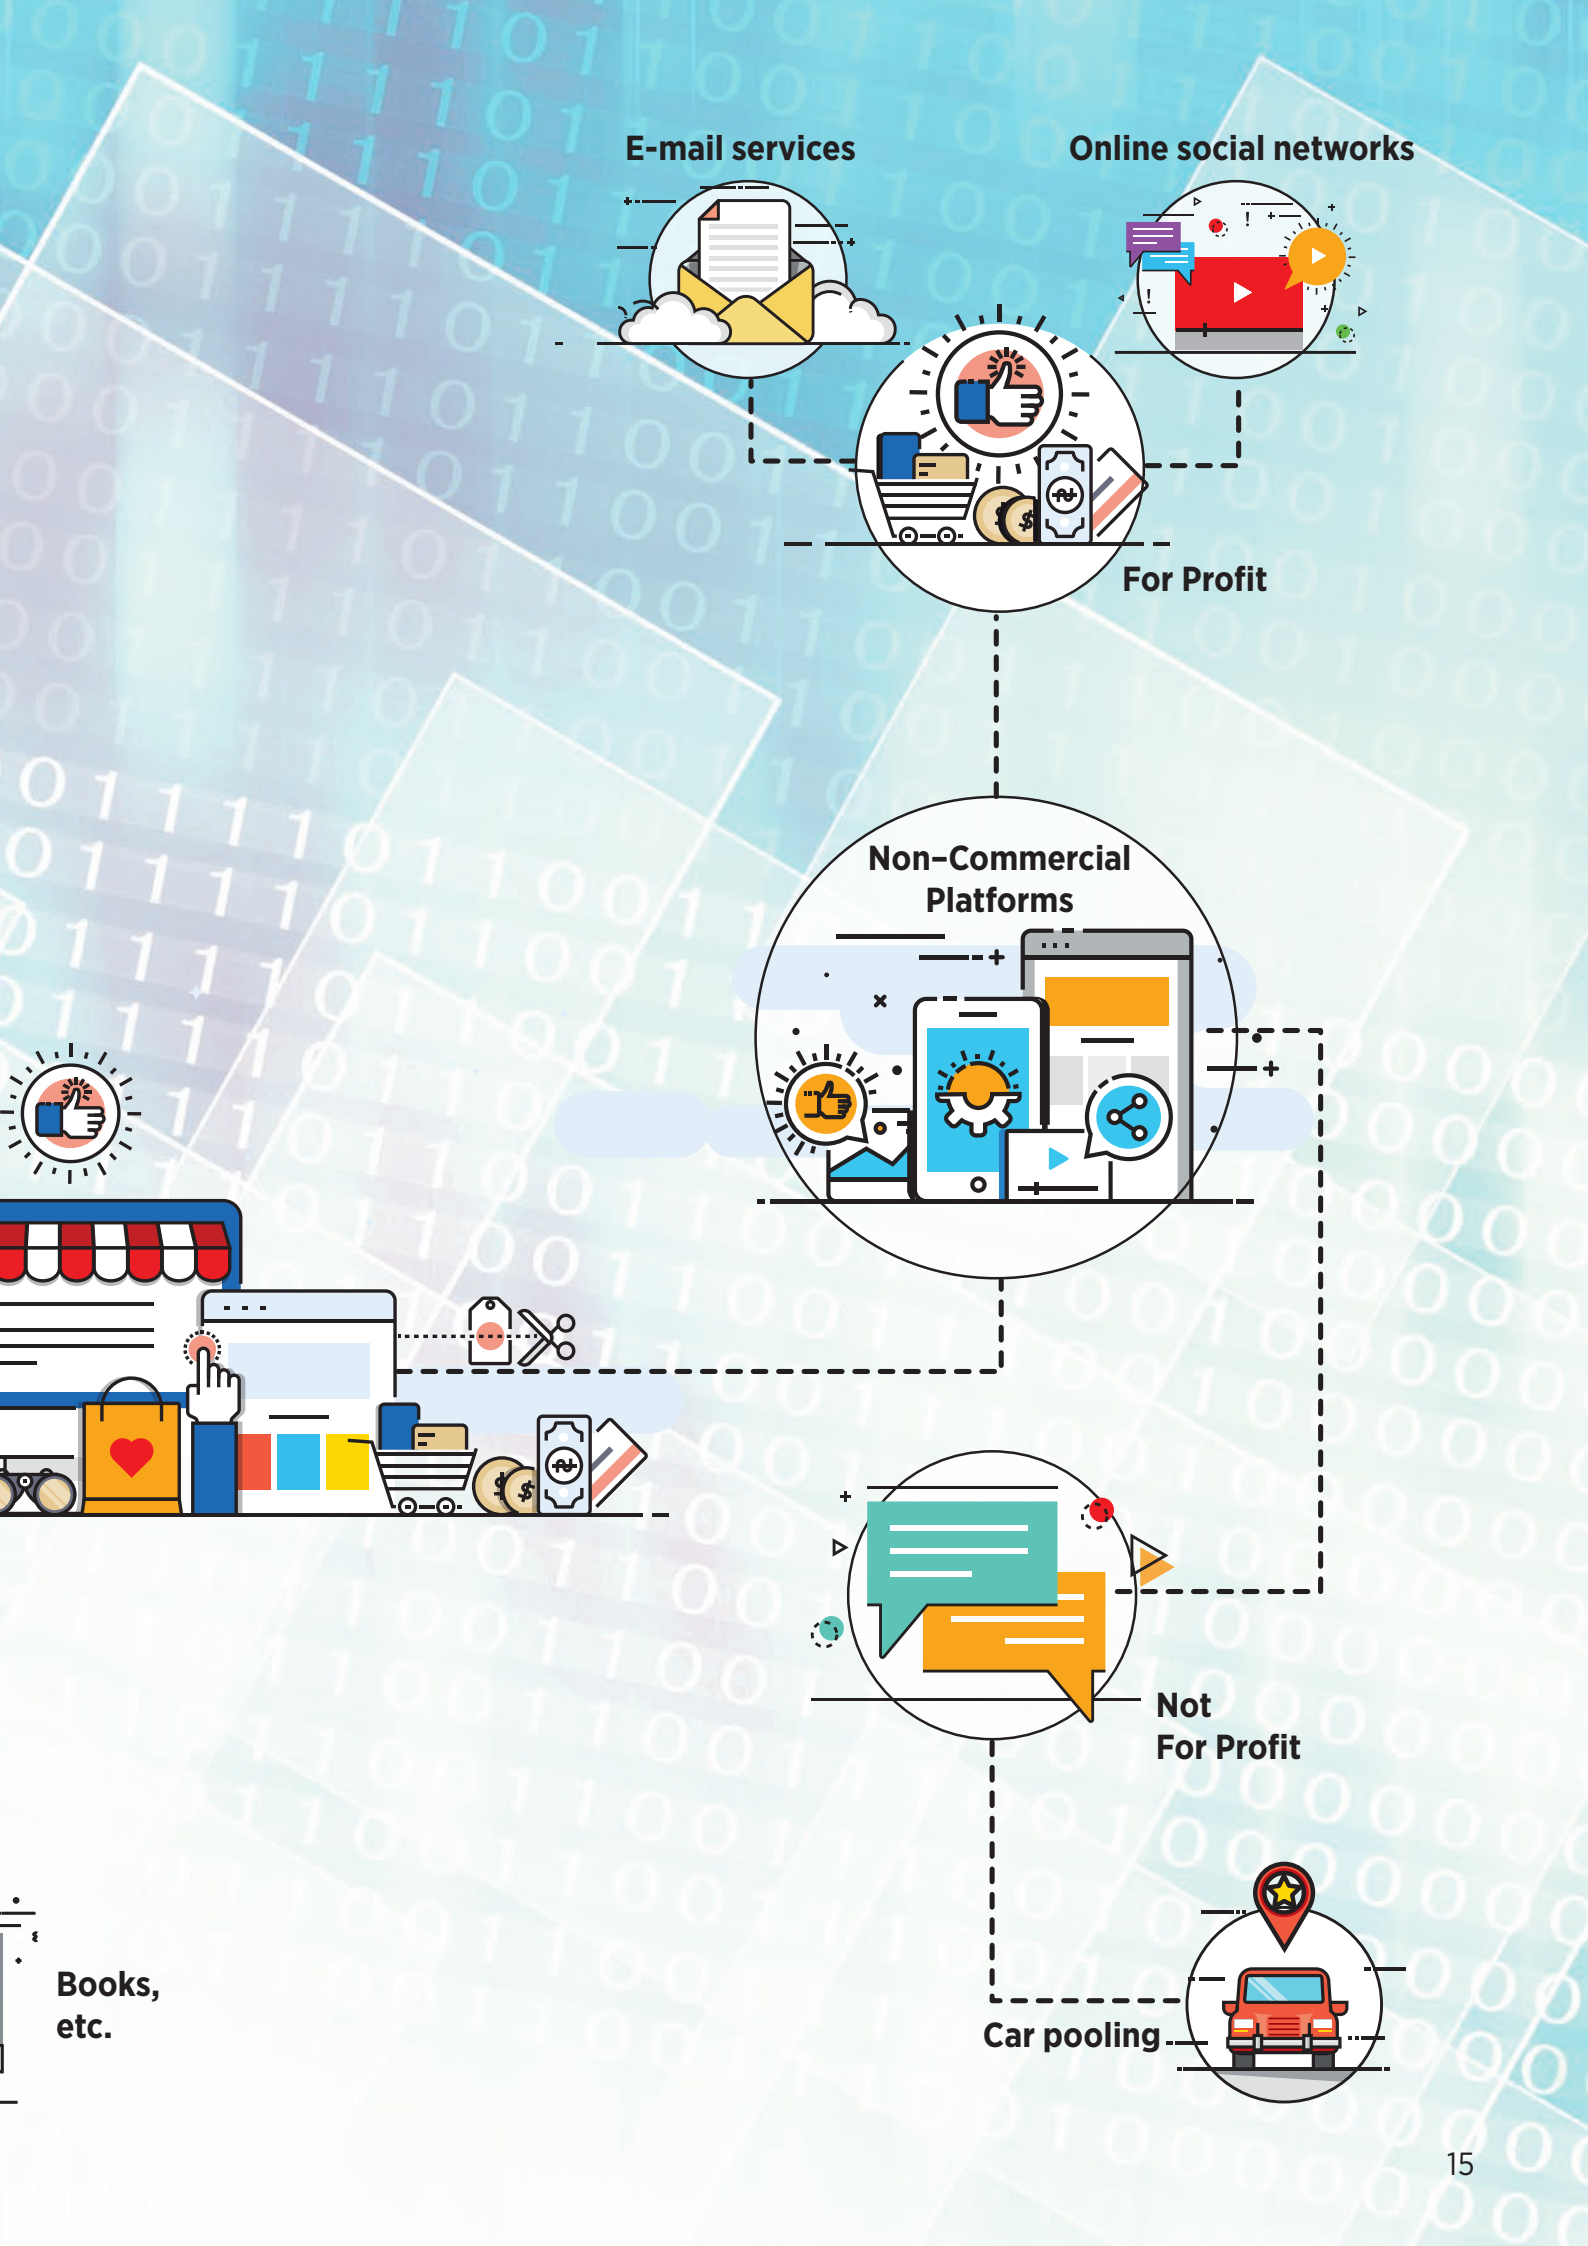 E-mail services
Online social networks
For Profit
Non-Commercial
Platforms
Not
For Profit
Books,
etc.
Car pooling
15